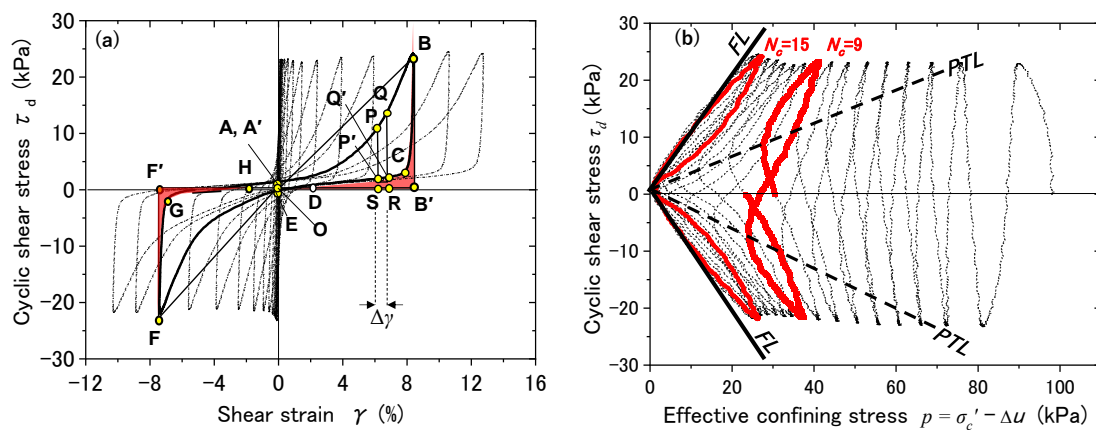 (a)
30
20
10
0
−10
−20
−30
−12
−8
−4
0
4
8
12
16
Cyclic shear stress τ d (kPa)
Shear strain γ (%)
B
Q′
Q
P
A, A′
P′
C
F′
H
G
D
S
R
B′
E
O
F
Δγ
(b)
30
20
10
0
−10
−20
−30
0
20
40
60
80
100
Cyclic shear stress τd (kPa)
Effective confining stress p = σc′ − Δu (kPa)
FL
Nc=15
Nc=9
PTL
PTL
FL